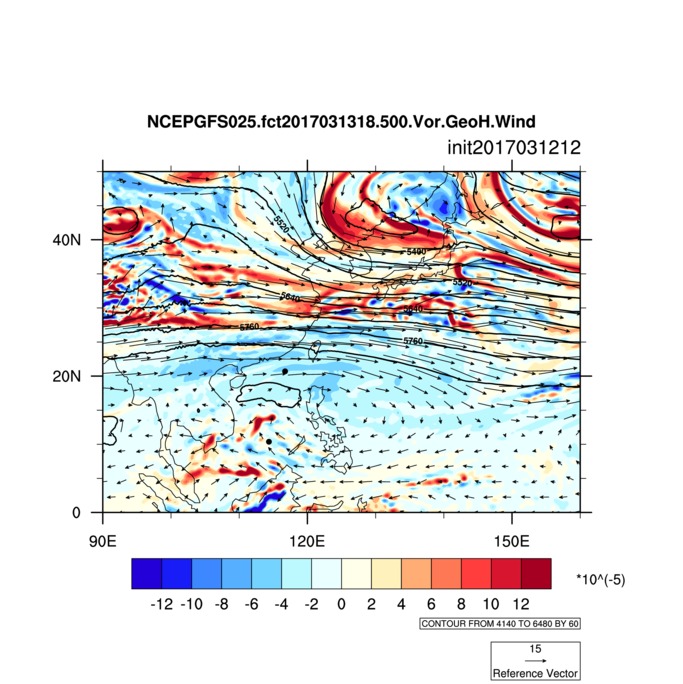 NCEPGFS025.fct2017031318.500.Vor.GeoH.Wind
init2017031212
40N
20N
0
90E 120E 150E
5520
5400
5520
5640
5640
5760
5760
-12 -10 -8 -6 -4 -2 0 2 4 6 8 10 12
*10^(-5)
CONTOUR FROM 4140 TO 6480 BY 60
15
Reference Vector